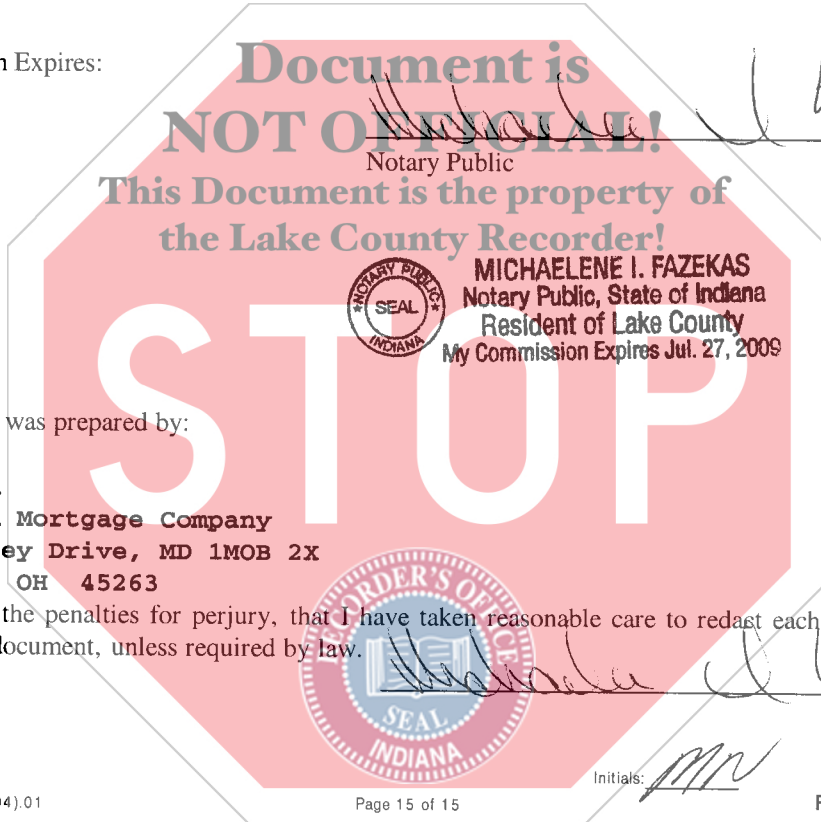 Expires:
Document is
NOT OFFICIAL!
Notary Public
This Document is the property of
the Lake County Recorder!
NOTARY PUBLIC
SEAL
INDIANA
MICHAELENE I. FAZEKAS
Notary Public, State of Indiana
Resident of Lake County
My Commission Expires Jul. 27, 2009
STOP
was prepared by:
Mortgage Company
ey Drive, MD 1MOB 2X
OH 45263
the penalties for perjury, that I have taken reasonable care to redact each
document, unless required by law.
RECORDER'S OFFICE
SEAL
INDIANA
Initials:
4).01
Page 15 of 15